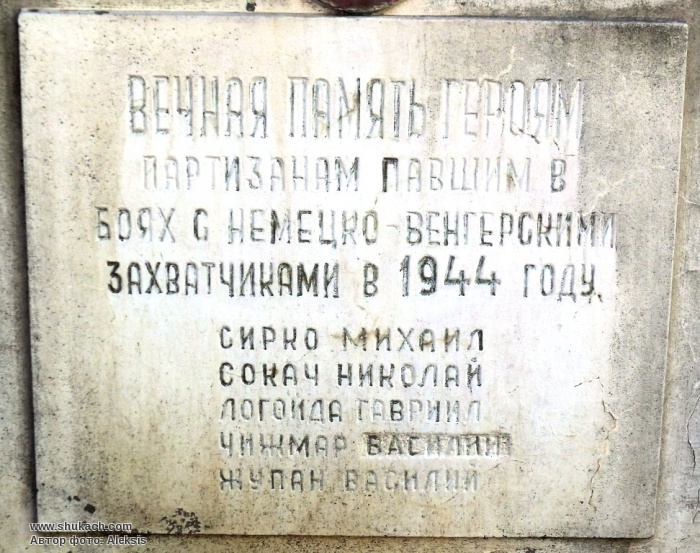 ВЕЧНАЯ ПАМЯТЬ ГЕРОЯМ
ПАРТИЗАНАМ ПАВШИМ В
БОЯХ С НЕМЕЦКО-ВЕНГЕРСКИМИ
ЗАХВАТЧИКАМИ В 1944 ГОДУ.
СИРКО МИХАИЛ
СОКАЧ НИКОЛАЙ
ЛОГОЙДА ГАВРИИЛ
ЧИЖМАР ВАСИЛИЙ
ЖУПАН ВАСИЛИЙ
www.shukach.com
Автор фото: Aleksis